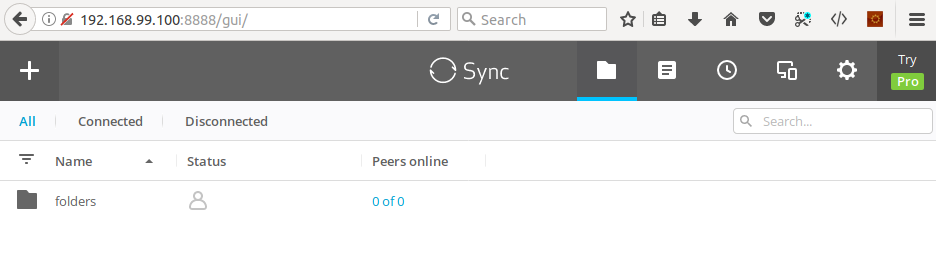 192.168.99.100:8888/gui/
Search
Sync
Try
Pro
All Connected Disconnected
Search...
Name Status Peers online
folders 0 of 0